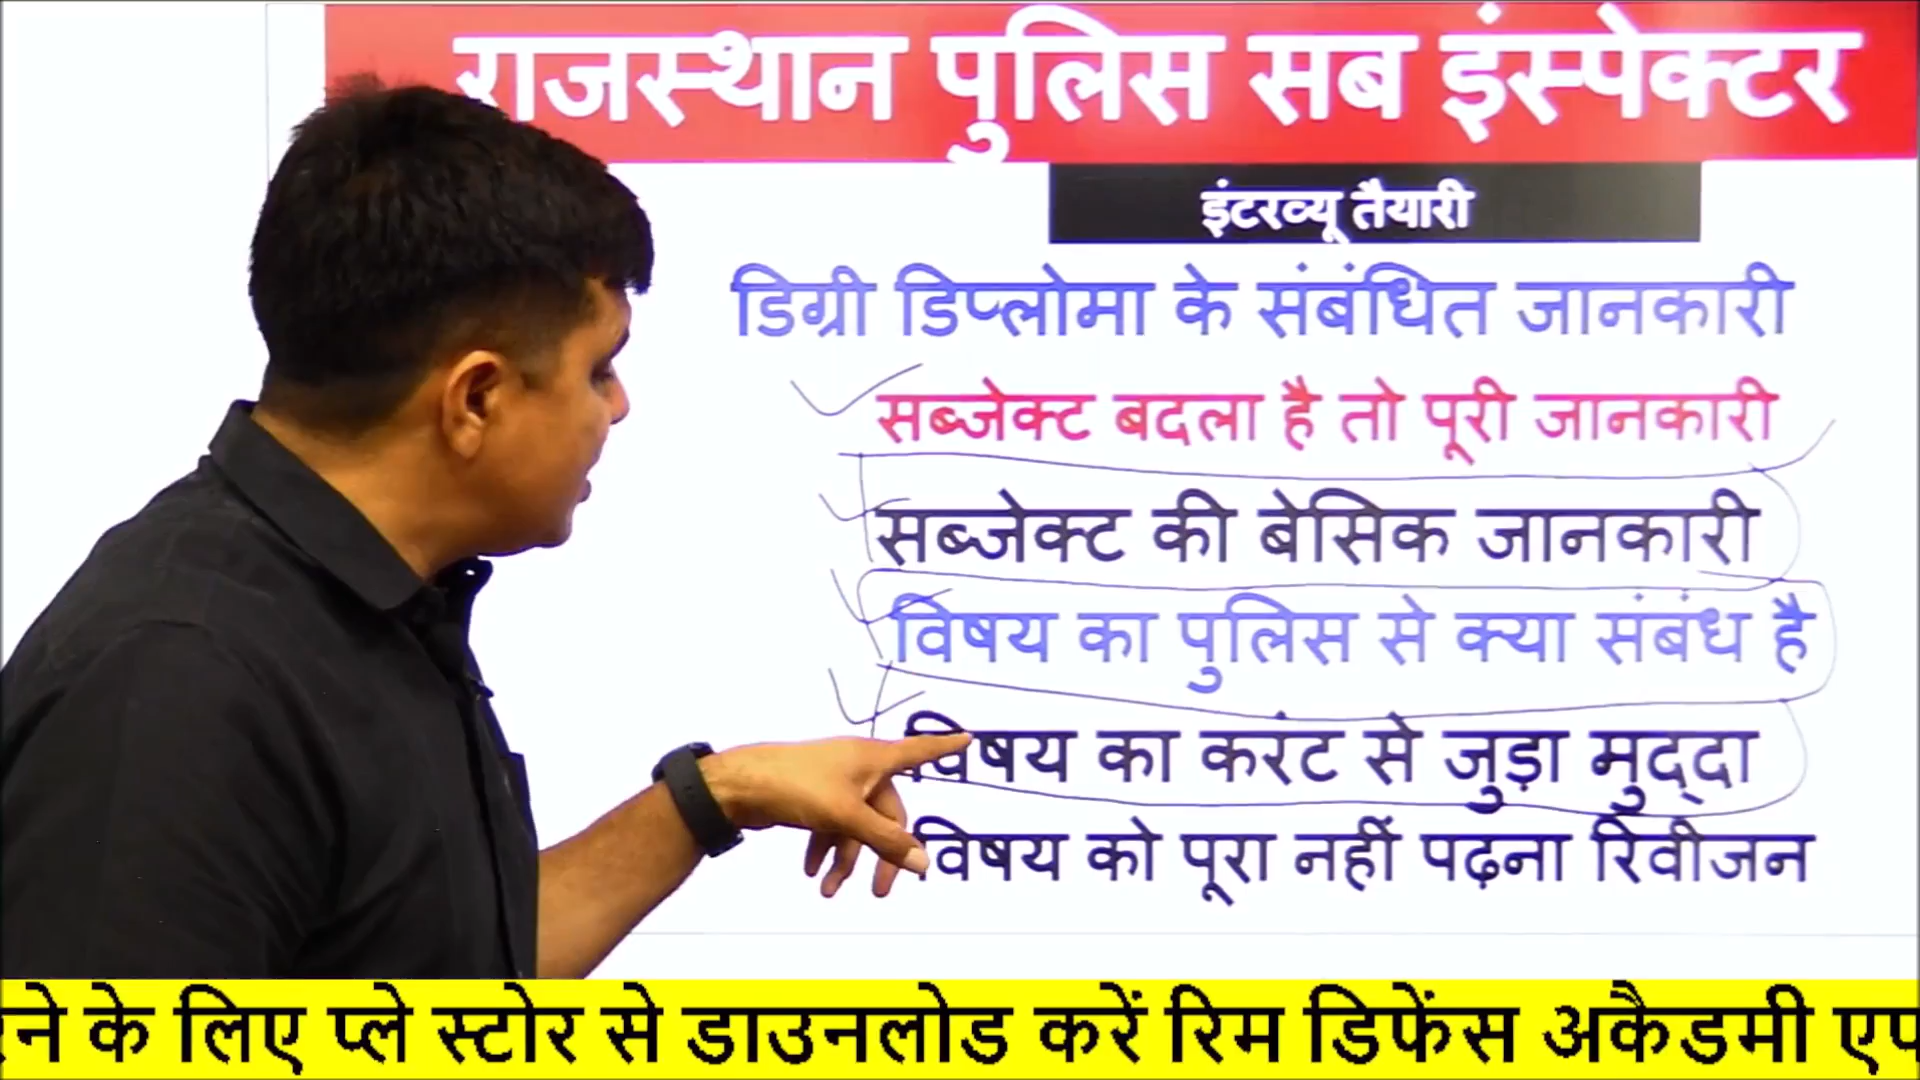 राजस्थान पुलिस सब इंस्पेक्टर
इंटरव्यू तैयारी
डिग्री डिप्लोमा के संबंधित जानकारी
सब्जेक्ट बदला है तो पूरी जानकारी
सब्जेक्ट की बेसिक जानकारी
विषय का पुलिस से क्या संबंध है
विषय का करंट से जुड़ा मुद्दा
विषय को पूरा नहीं पढ़ना रिवीजन
के लिए प्ले स्टोर से डाउनलोड करें रिम डिफेंस अकैडमी